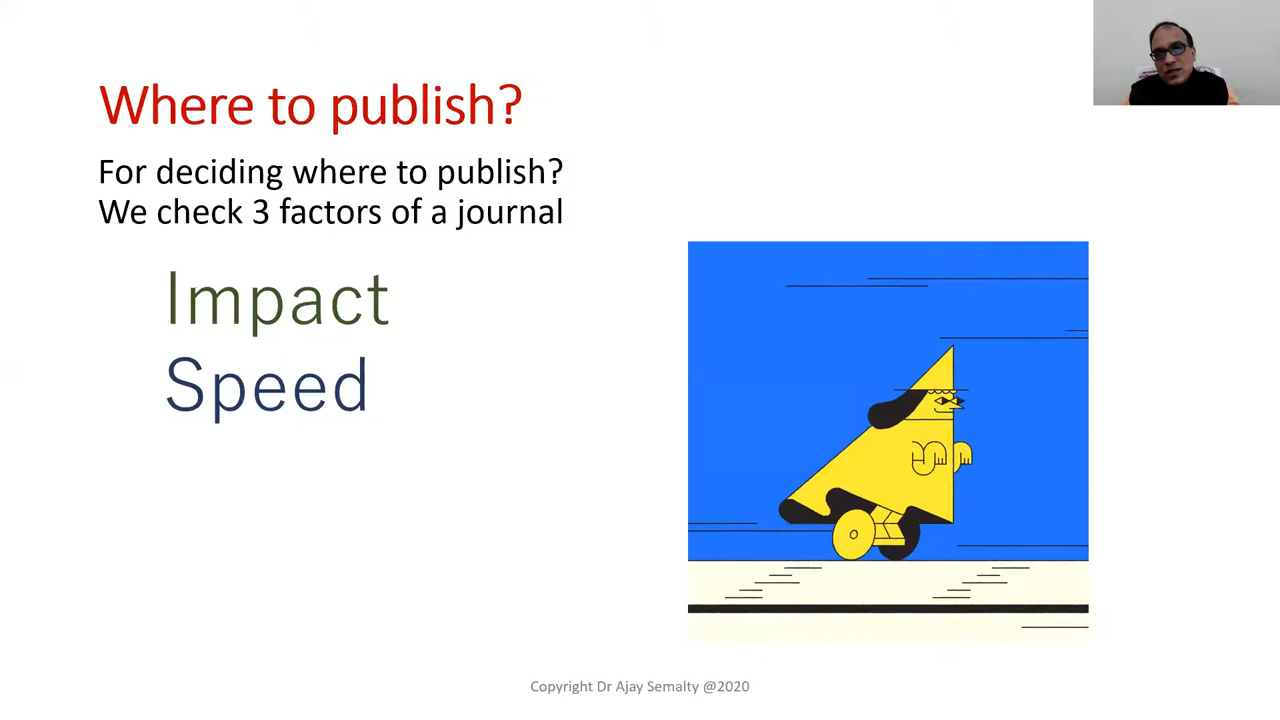 Where to publish?
For deciding where to publish?
We check 3 factors of a journal
Impact
Speed
Copyright Dr Ajay Semalty @2020